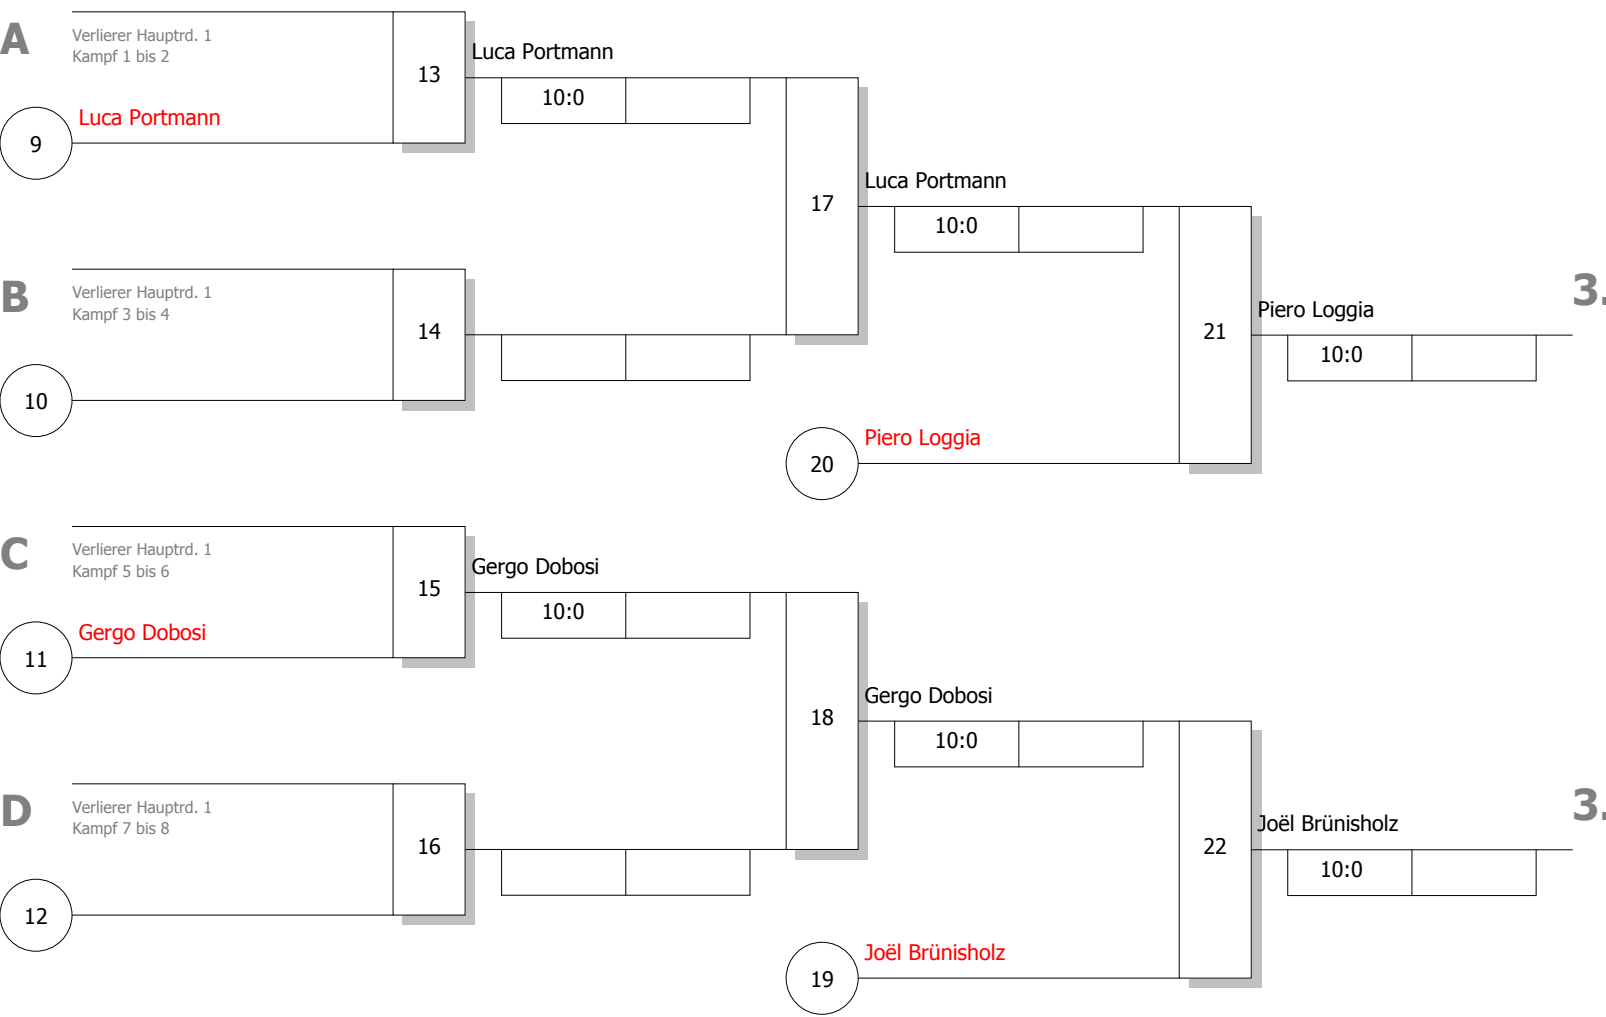 A
Verlierer Hauptrd. 1
Kampf 1 bis 2
13
Luca Portmann
10:0
9
Luca Portmann
17
Luca Portmann
10:0
B
Verlierer Hauptrd. 1
Kampf 3 bis 4
14
10
21
Piero Loggia
10:0
3.
20
Piero Loggia
C
Verlierer Hauptrd. 1
Kampf 5 bis 6
15
Gergo Dobosi
10:0
11
Gergo Dobosi
18
Gergo Dobosi
10:0
D
Verlierer Hauptrd. 1
Kampf 7 bis 8
16
12
22
Joël Brünisholz
10:0
3.
19
Joël Brünisholz